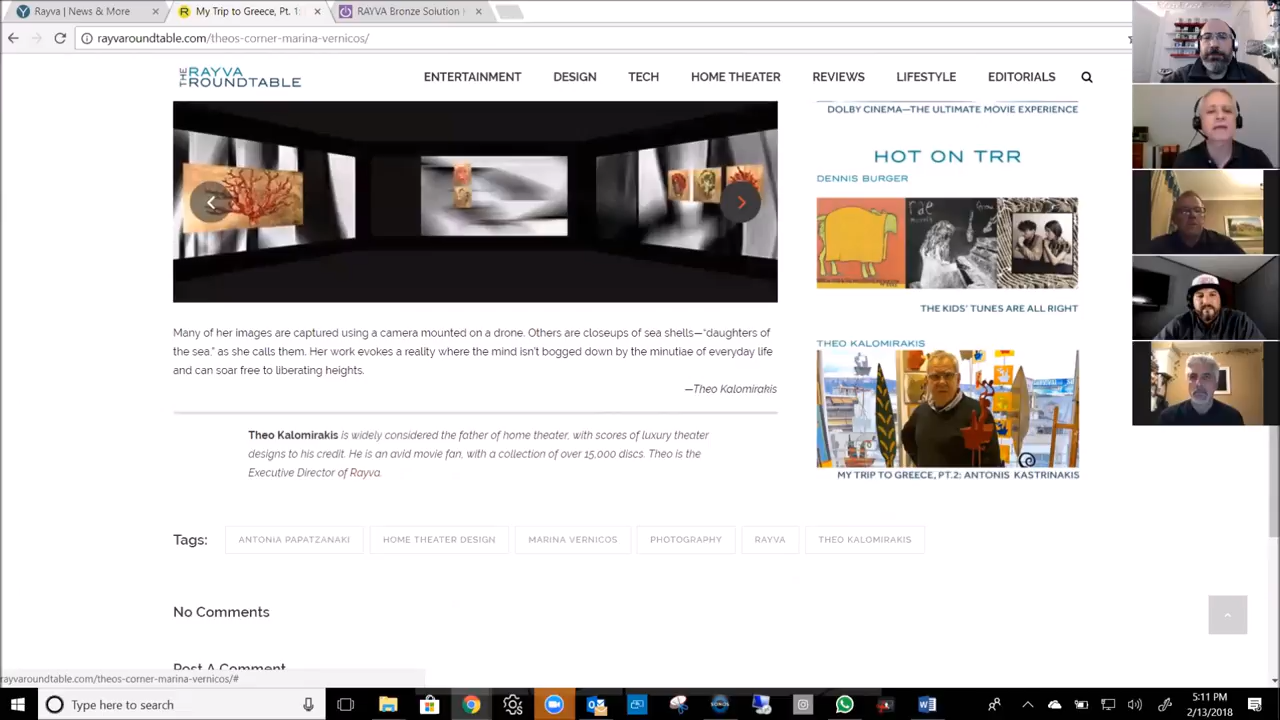 Rayva | News & More
My Trip to Greece, Pt. 1:
RAYVA Bronze Solution
rayvaroundtable.com/theos-corner-marina-vernicos/
THE RAYVA ROUNDTABLE
ENTERTAINMENT DESIGN TECH HOME THEATER REVIEWS LIFESTYLE EDITORIALS
DOLBY CINEMA—THE ULTIMATE MOVIE EXPERIENCE
HOT ON TRR
DENNIS BURGER
THE KIDS' TUNES ARE ALL RIGHT
THEO KALOMIRAKIS
MY TRIP TO GREECE, PT.2: ANTONIS KASTRINAKIS
Many of her images are captured using a camera mounted on a drone. Others are closeups of sea shells—“daughters of
the sea.” as she calls them. Her work evokes a reality where the mind isn’t bogged down by the minutiae of everyday life
and can soar free to liberating heights.
—Theo Kalomirakis
Theo Kalomirakis is widely considered the father of home theater, with scores of luxury theater
designs to his credit. He is an avid movie fan, with a collection of over 15,000 discs. Theo is the
Executive Director of Rayva.
Tags: ANTONIA PAPATZANAKI HOME THEATER DESIGN MARINA VERNICOS PHOTOGRAPHY RAYVA THEO KALOMIRAKIS
No Comments
Post A Comment
rayvaroundtable.com/theos-corner-marina-vernicos/#
Type here to search
5:11 PM
2/13/2018